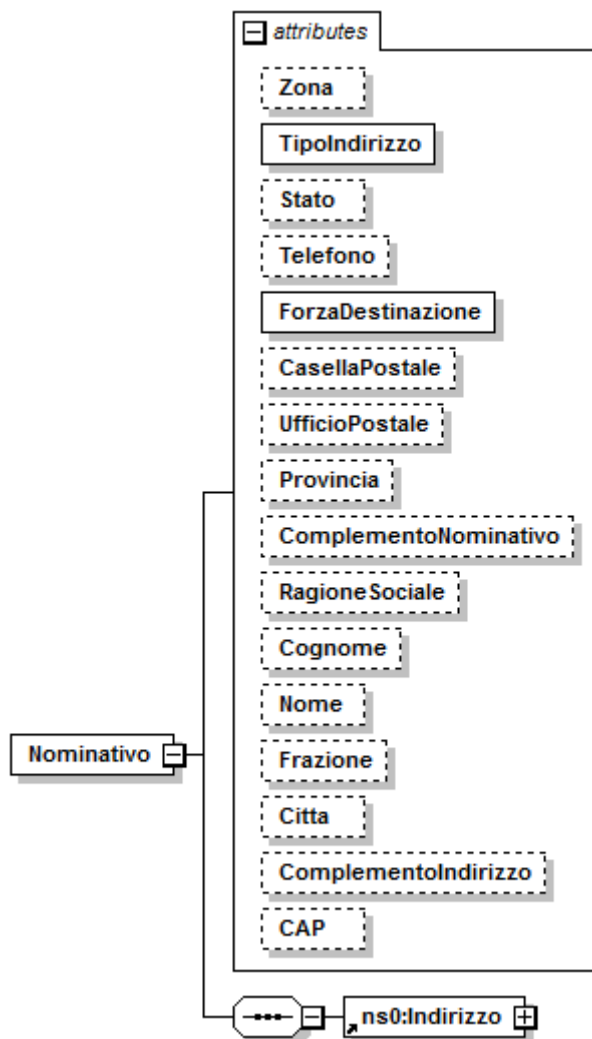 attributes
Zona
TipoIndirizzo
Stato
Telefono
ForzaDestinazione
CasellaPostale
UfficioPostale
Provincia
ComplementoNominativo
RagioneSociale
Cognome
Nome
Nominativo
Frazione
Citta
ComplementoIndirizzo
CAP
ns0:Indirizzo